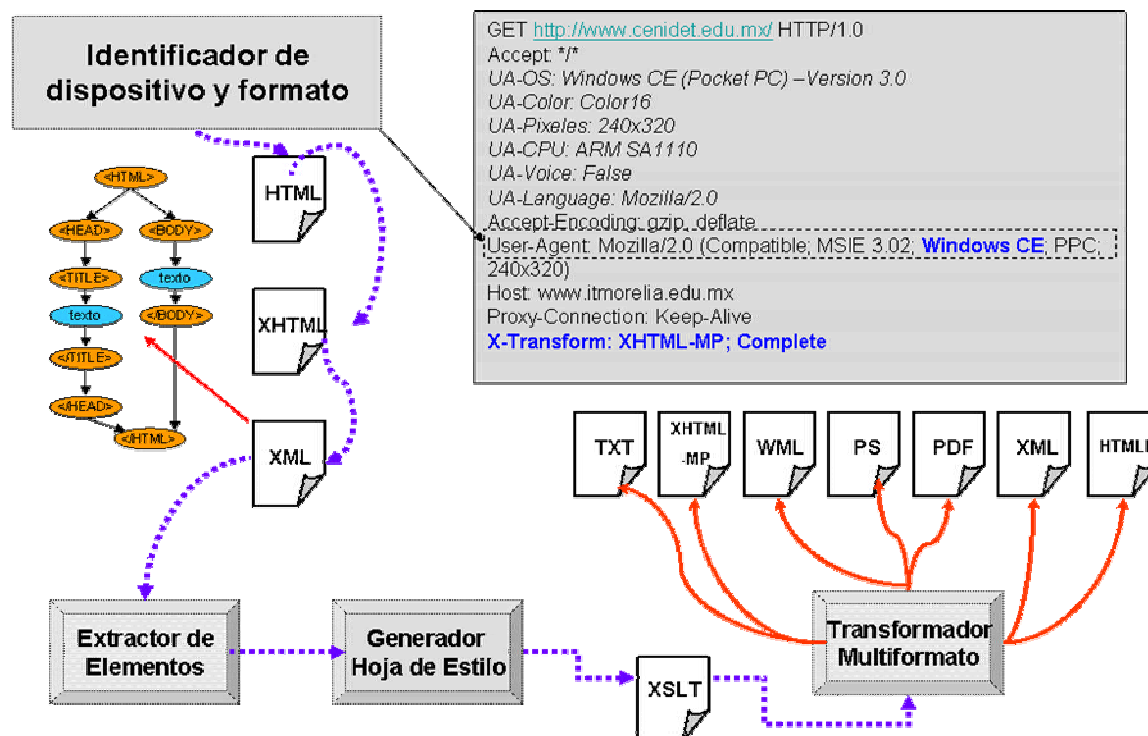 Identificador de
dispositivo y formato
GET http://www.cenidet.edu.mx/ HTTP/1.0
Accept: */*
UA-OS: Windows CE (Pocket PC) –Version 3.0
UA-Color: Color16
UA-Pixeles: 240x320
UA-CPU: ARM SA1110
UA-Voice: False
UA-Language: Mozilla/2.0
Accept-Encoding: gzip, deflate
User-Agent: Mozilla/2.0 (Compatible; MSIE 3.02; Windows CE; PPC;
240x320)
Host: www.itmorelia.edu.mx
Proxy-Connection: Keep-Alive
X-Transform: XHTML-MP; Complete
<HTML>
<HEAD>
<BODY>
<TITLE>
texto
texto
</BODY>
</TITLE>
</HEAD>
</HTML>
HTML
XHTML
XML
TXT
XHTML
-MP
WML
PS
PDF
XML
Extractor de
Elementos
Generador
Hoja de Estilo
XSLT
Transformador
Multiformato